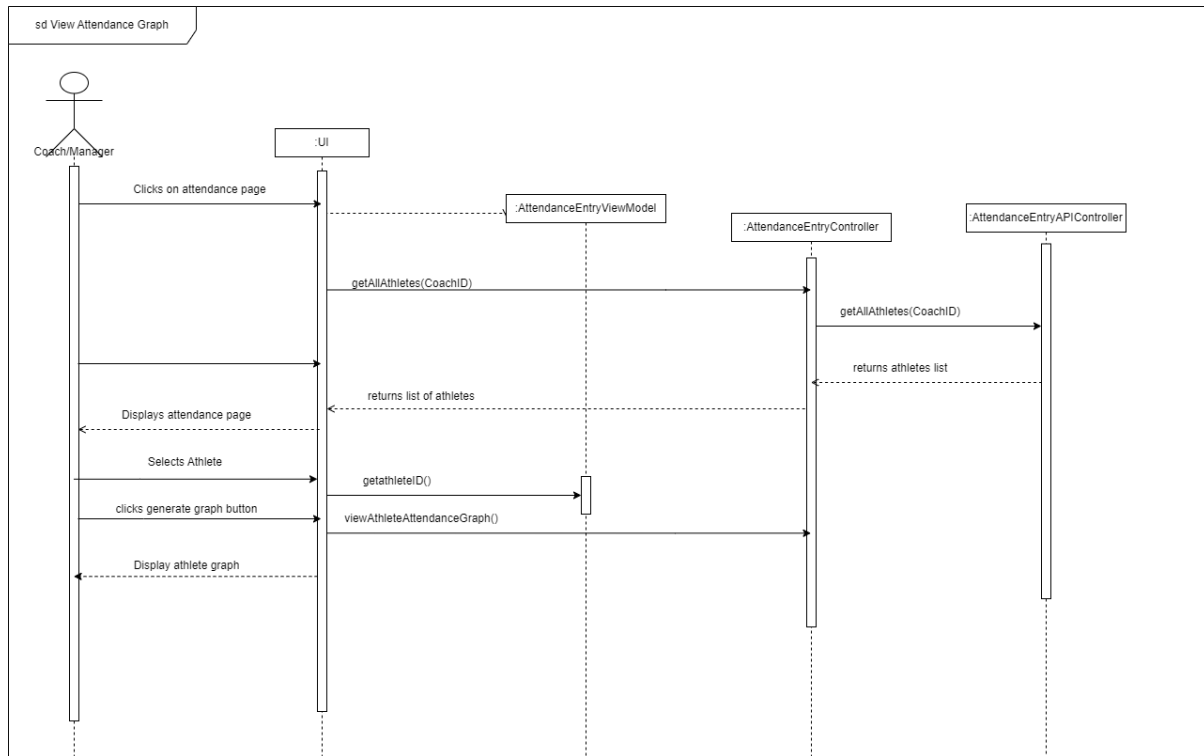 sd View Attendance Graph
Coach/Manager
:UI
Clicks on attendance page
:AttendanceEntryViewModel
:AttendanceEntryController
:AttendanceEntryAPIController
getAllAthletes(CoachID)
getAllAthletes(CoachID)
returns athletes list
returns list of athletes
Displays attendance page
Selects Athlete
getathleteID()
clicks generate graph button
viewAthleteAttendanceGraph()
Display athlete graph